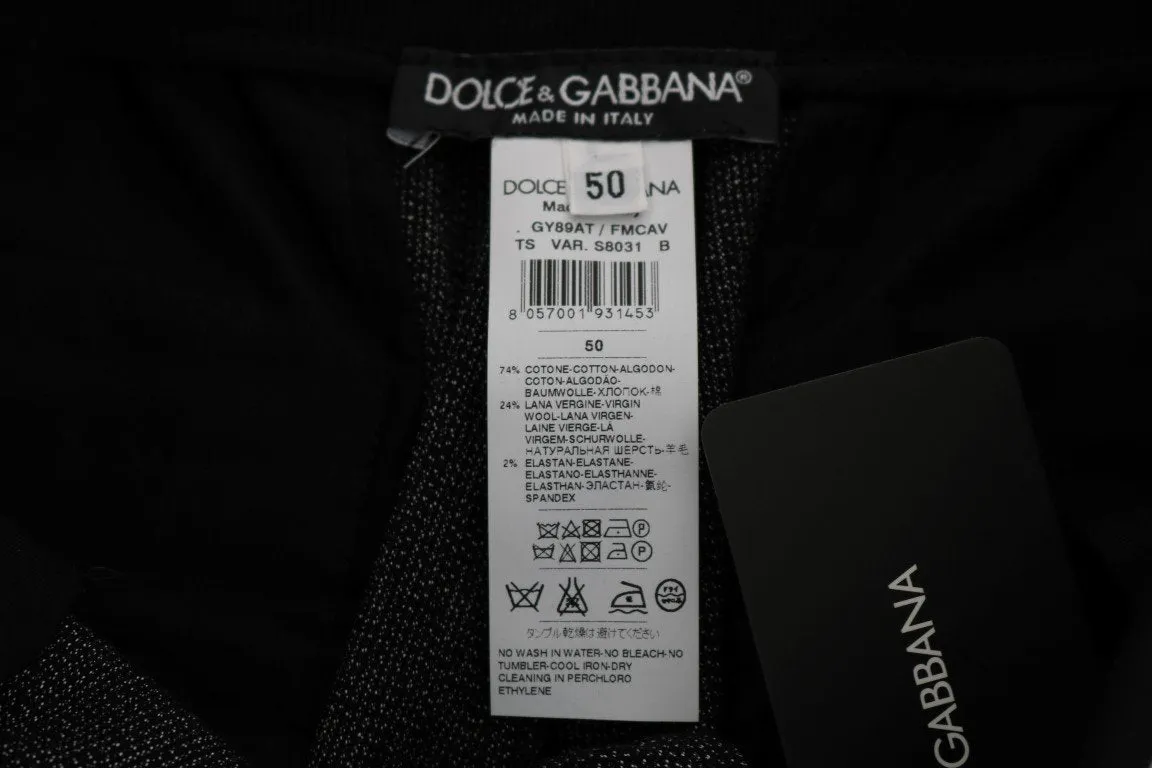 DOLCE & GABBANA®
MADE IN ITALY
50
DOLCE NA
. GY89AT / FMCAV
TS VAR. S8031 B
8 057001 931453
50
74% COTONE-COTTON-ALGODON-
COTON-ALGODÃO-
BAUMWOLLE-ХЛОПОК-棉
24% LANA VERGINE-VIRGIN
WOOL-LANA VIRGEN-
LAINE VIERGE-LÃ
VIRGEM-SCHURWOLLE-
НАТУРАЛЬНАЯ ШЕРСТЬ-羊毛
2% ELASTAN-ELASTANE-
ELASTANO-ELASTHANNE-
ELASTHAN-ЭЛАСТАН-氨纶-
SPANDEX
P
P
ドライ
タンブル乾燥は避けてください
NO WASH IN WATER-NO BLEACH-NO
TUMBLER-COOL IRON-DRY
CLEANING IN PERCHLORO
ETHYLENE
GABBANA